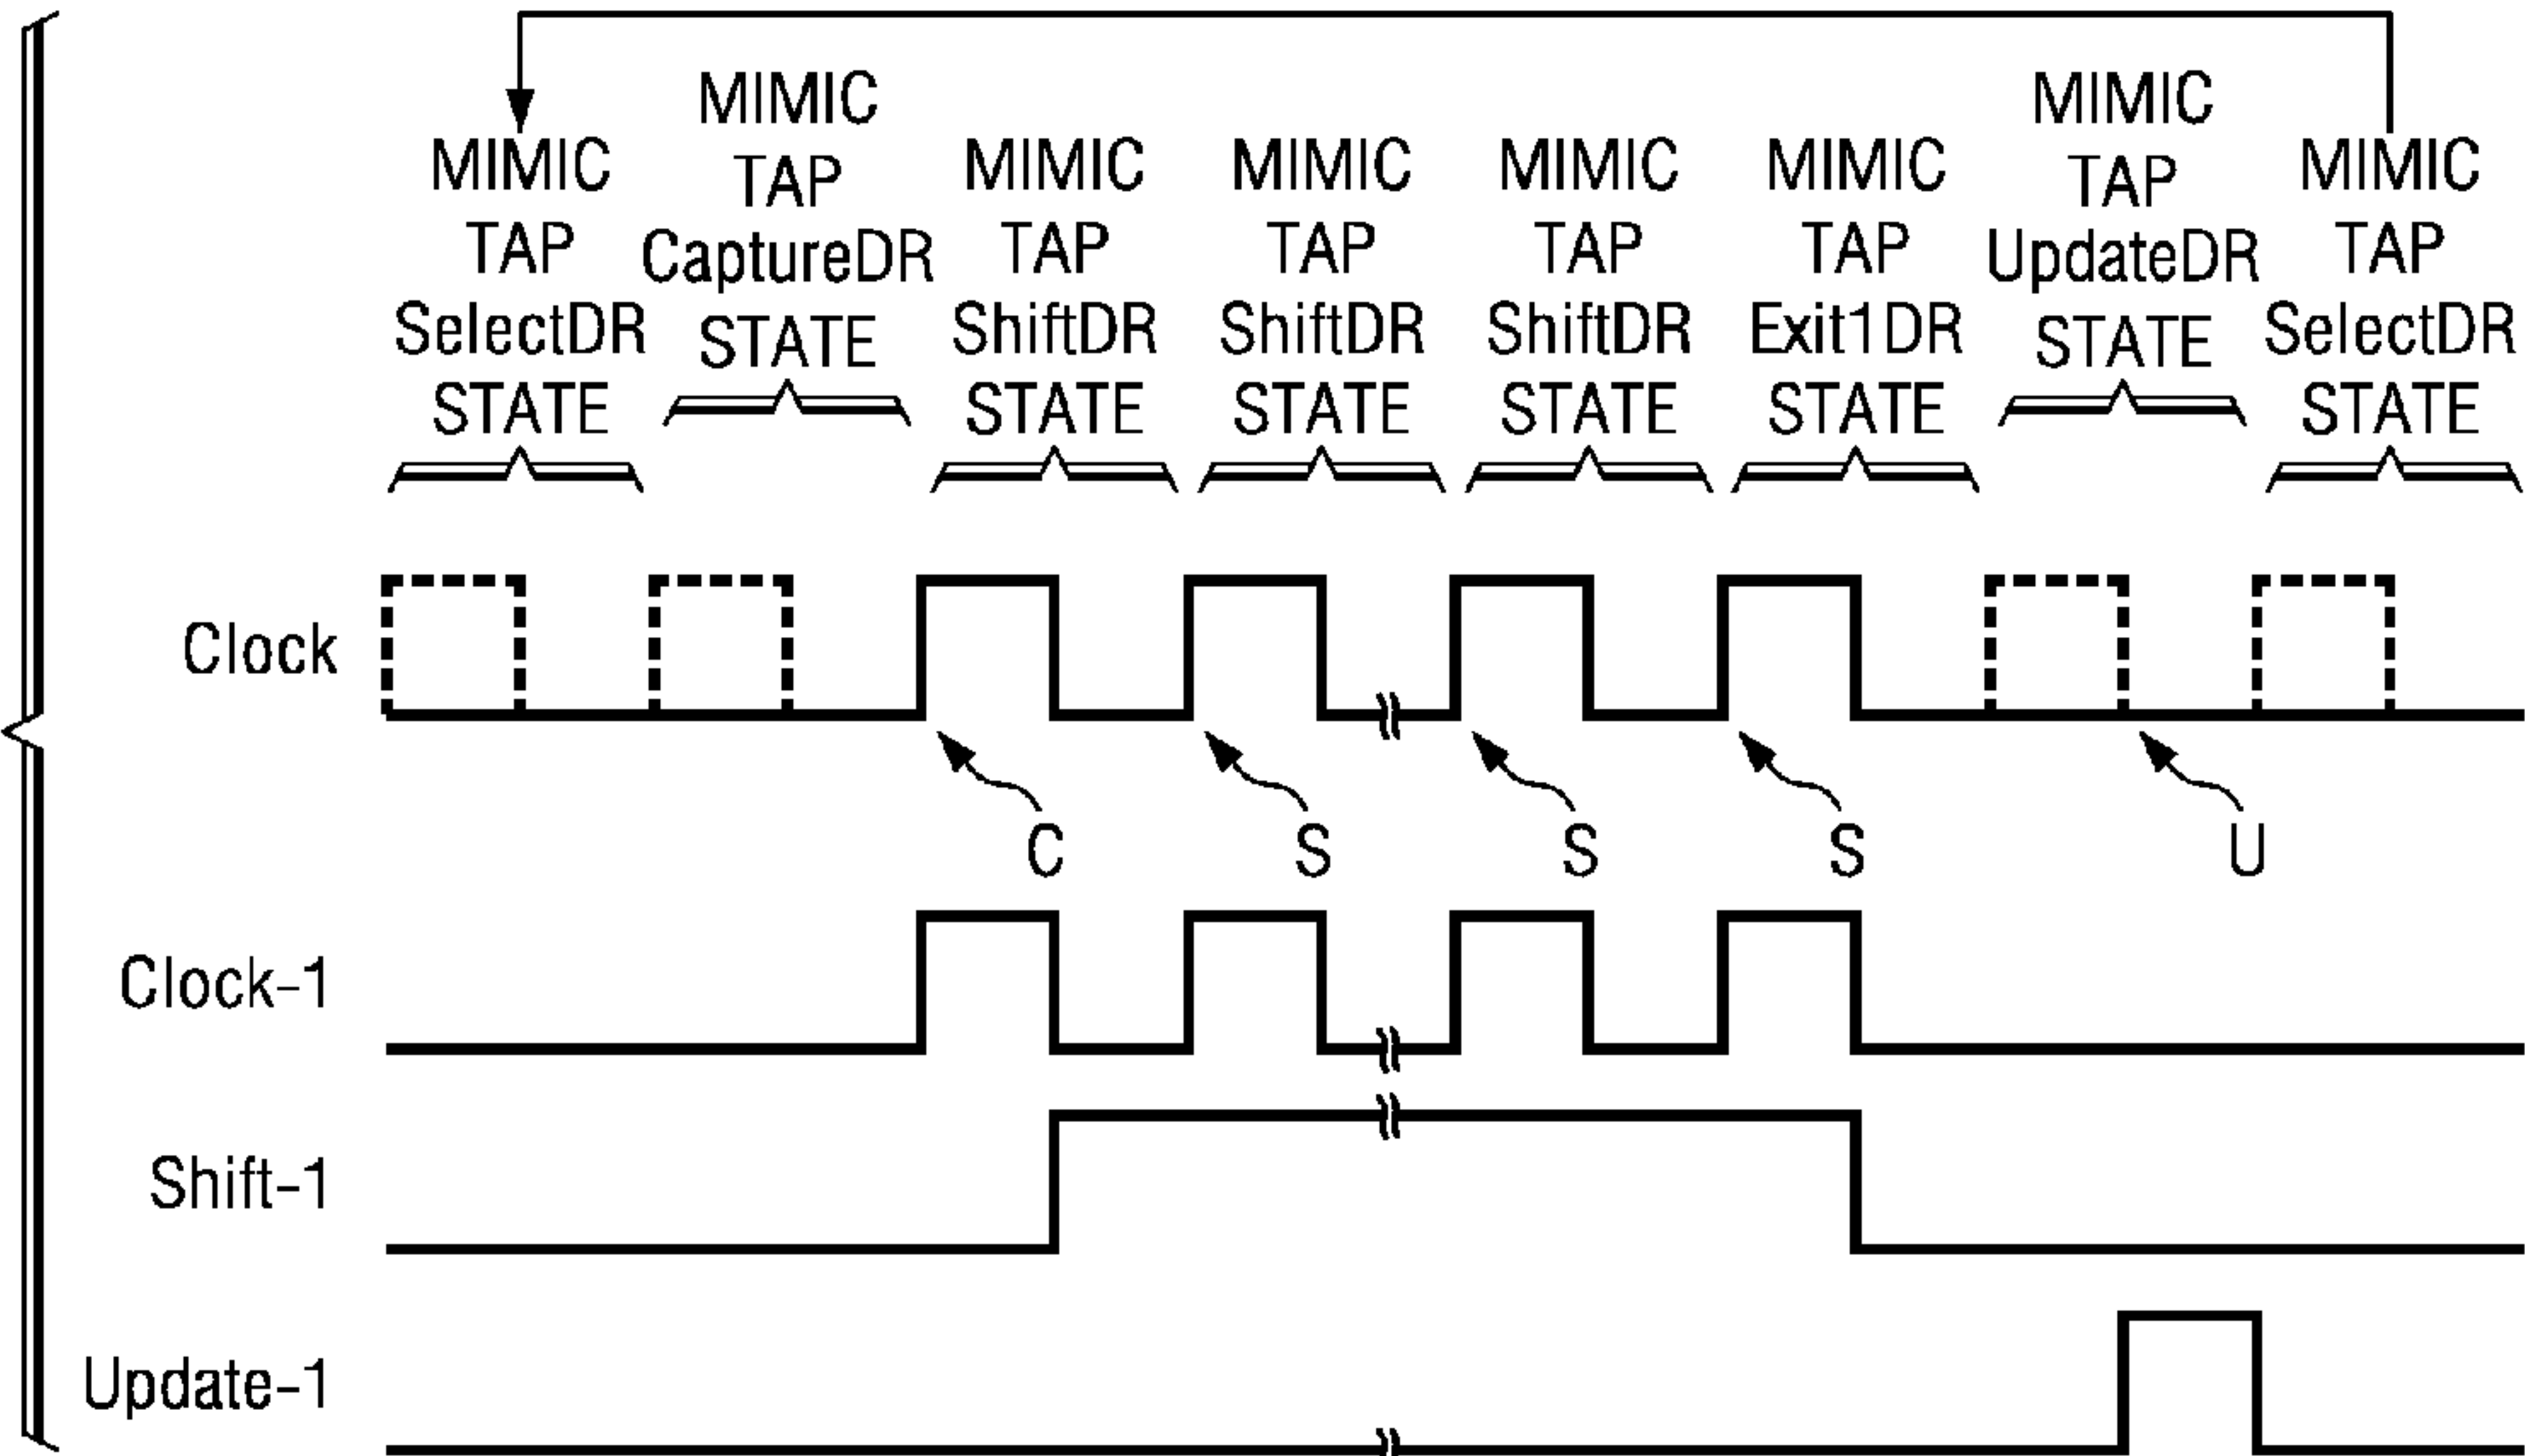 MIMIC
TAP
SelectDR
STATE
MIMIC
TAP
CaptureDR
STATE
MIMIC
TAP
ShiftDR
STATE
MIMIC
TAP
ShiftDR
STATE
MIMIC
TAP
ShiftDR
STATE
MIMIC
TAP
Exit1DR
STATE
MIMIC
TAP
UpdateDR
STATE
MIMIC
TAP
SelectDR
STATE
Clock
C
S
S
S
U
Clock-1
Shift-1
Update-1